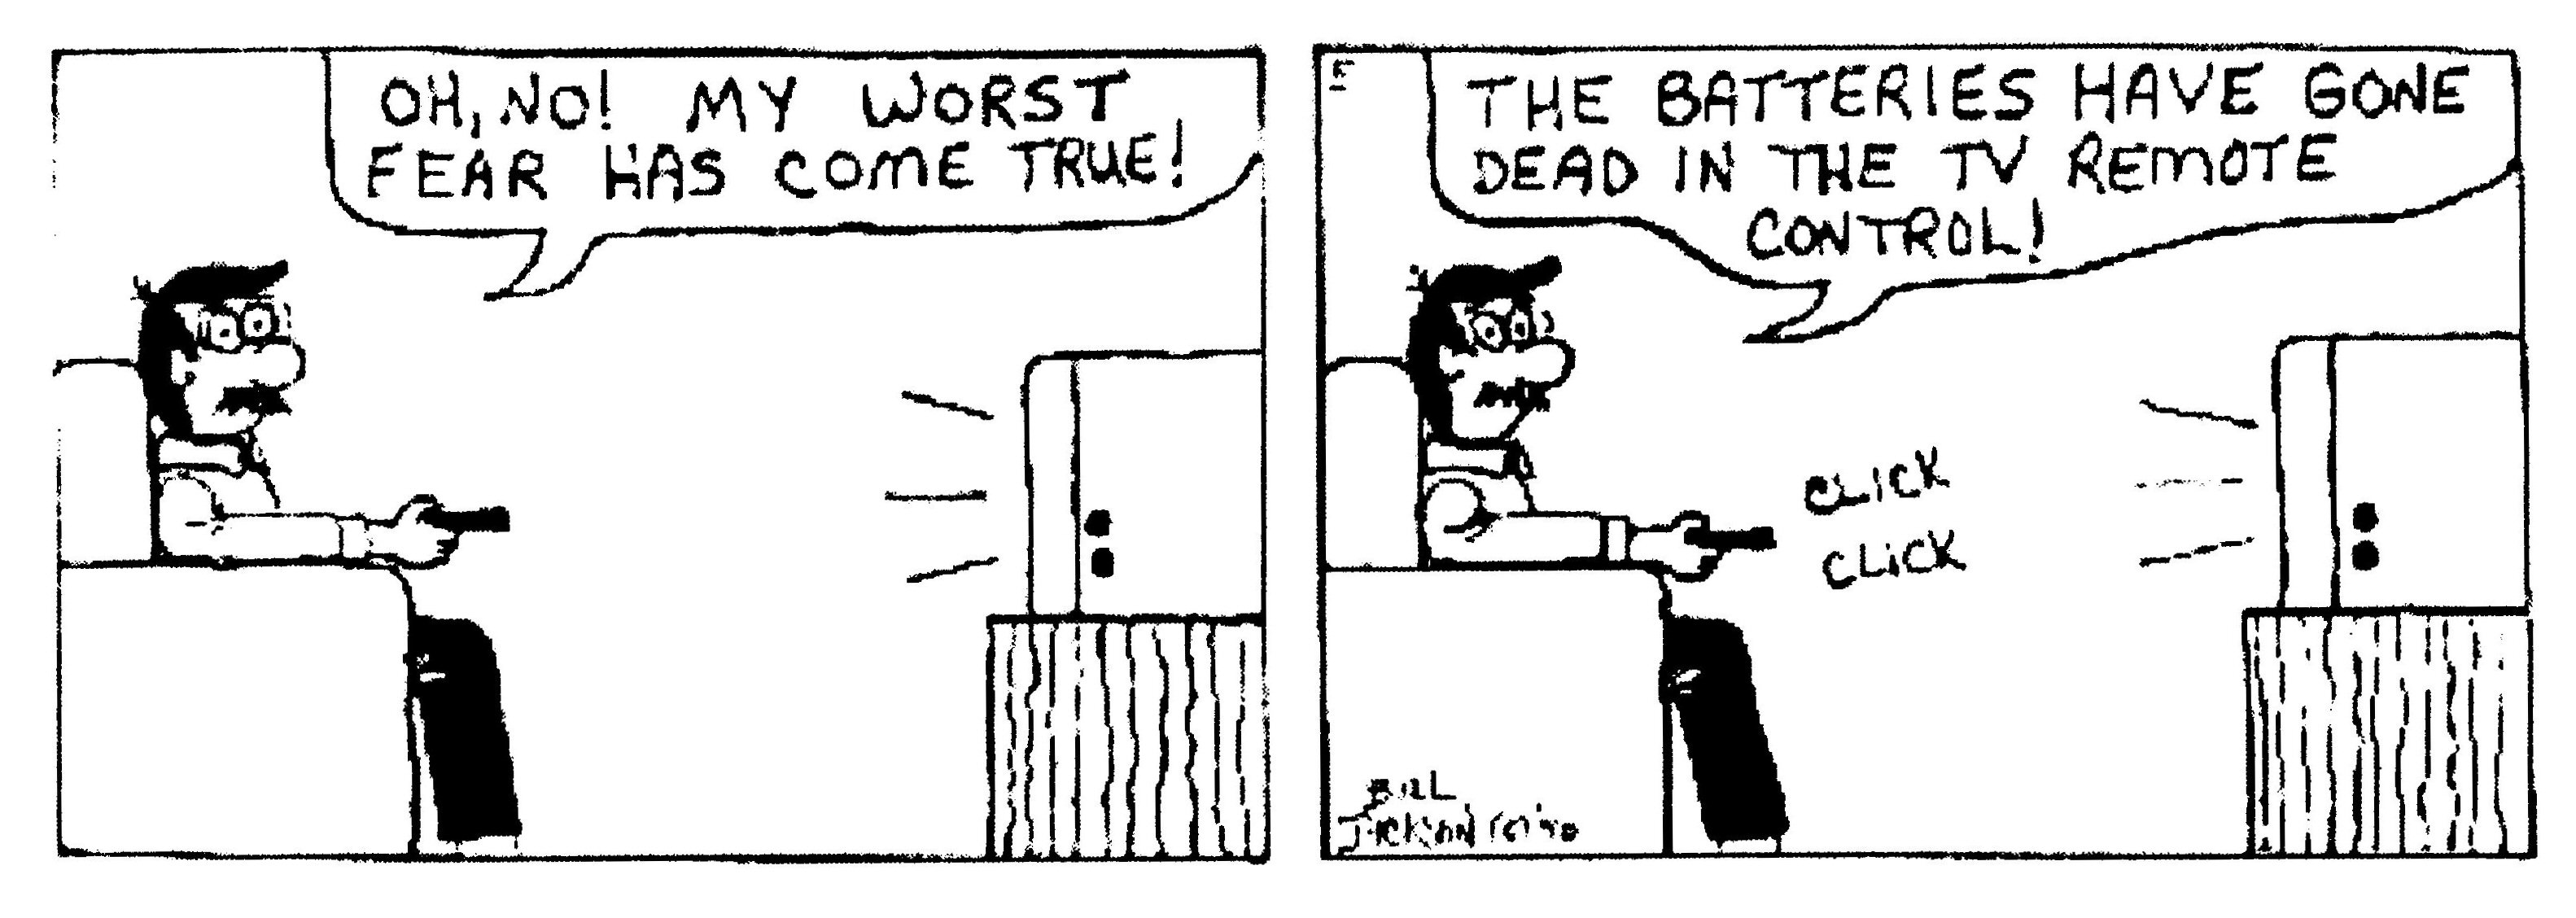 OH, NO! MY WORST
FEAR HAS COME TRUE!
THE BATTERIES HAVE GONE
DEAD IN THE TV REMOTE
CONTROL!
CLICK
CLICK
BILL
JACKSON (C) '90